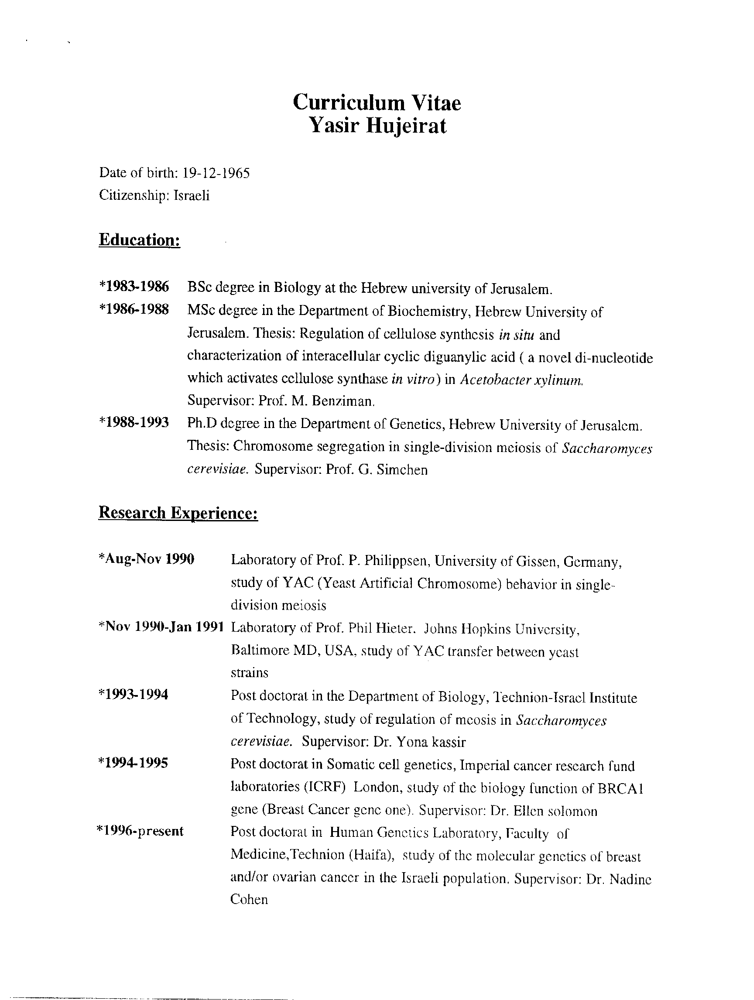 Curriculum Vitae
Yasir Hujeirat
Date of birth: 19-12-1965
Citizenship: Israeli
Education:
*1983-1986 BSc degree in Biology at the Hebrew university of Jerusalem.
*1986-1988 MSc degree in the Department of Biochemistry, Hebrew University of
Jerusalem. Thesis: Regulation of cellulose synthesis in situ and
characterization of interacellular cyclic diguanylic acid ( a novel di-nucleotide
which activates cellulose synthase in vitro) in Acetobacter xylinum.
Supervisor: Prof. M. Benziman.
*1988-1993 Ph.D degree in the Department of Genetics, Hebrew University of Jerusalem.
Thesis: Chromosome segregation in single-division meiosis of Saccharomyces
cerevisiae. Supervisor: Prof. G. Simchen
Research Experience:
*Aug-Nov 1990 Laboratory of Prof. P. Philippsen, University of Gissen, Germany,
study of YAC (Yeast Artificial Chromosome) behavior in single-
division meiosis
*Nov 1990-Jan 1991 Laboratory of Prof. Phil Hieter. Johns Hopkins University,
Baltimore MD, USA, study of YAC transfer between yeast
strains
*1993-1994 Post doctorat in the Department of Biology, Technion-Israel Institute
of Technology, study of regulation of meosis in Saccharomyces
cerevisiae. Supervisor: Dr. Yona kassir
*1994-1995 Post doctorat in Somatic cell genetics, Imperial cancer research fund
laboratories (ICRF) London, study of the biology function of BRCA1
gene (Breast Cancer gene one). Supervisor: Dr. Ellen solomon
*1996-present Post doctorat in Human Genetics Laboratory, Faculty of
Medicine,Technion (Haifa), study of the molecular genetics of breast
and/or ovarian cancer in the Israeli population. Supervisor: Dr. Nadine
Cohen